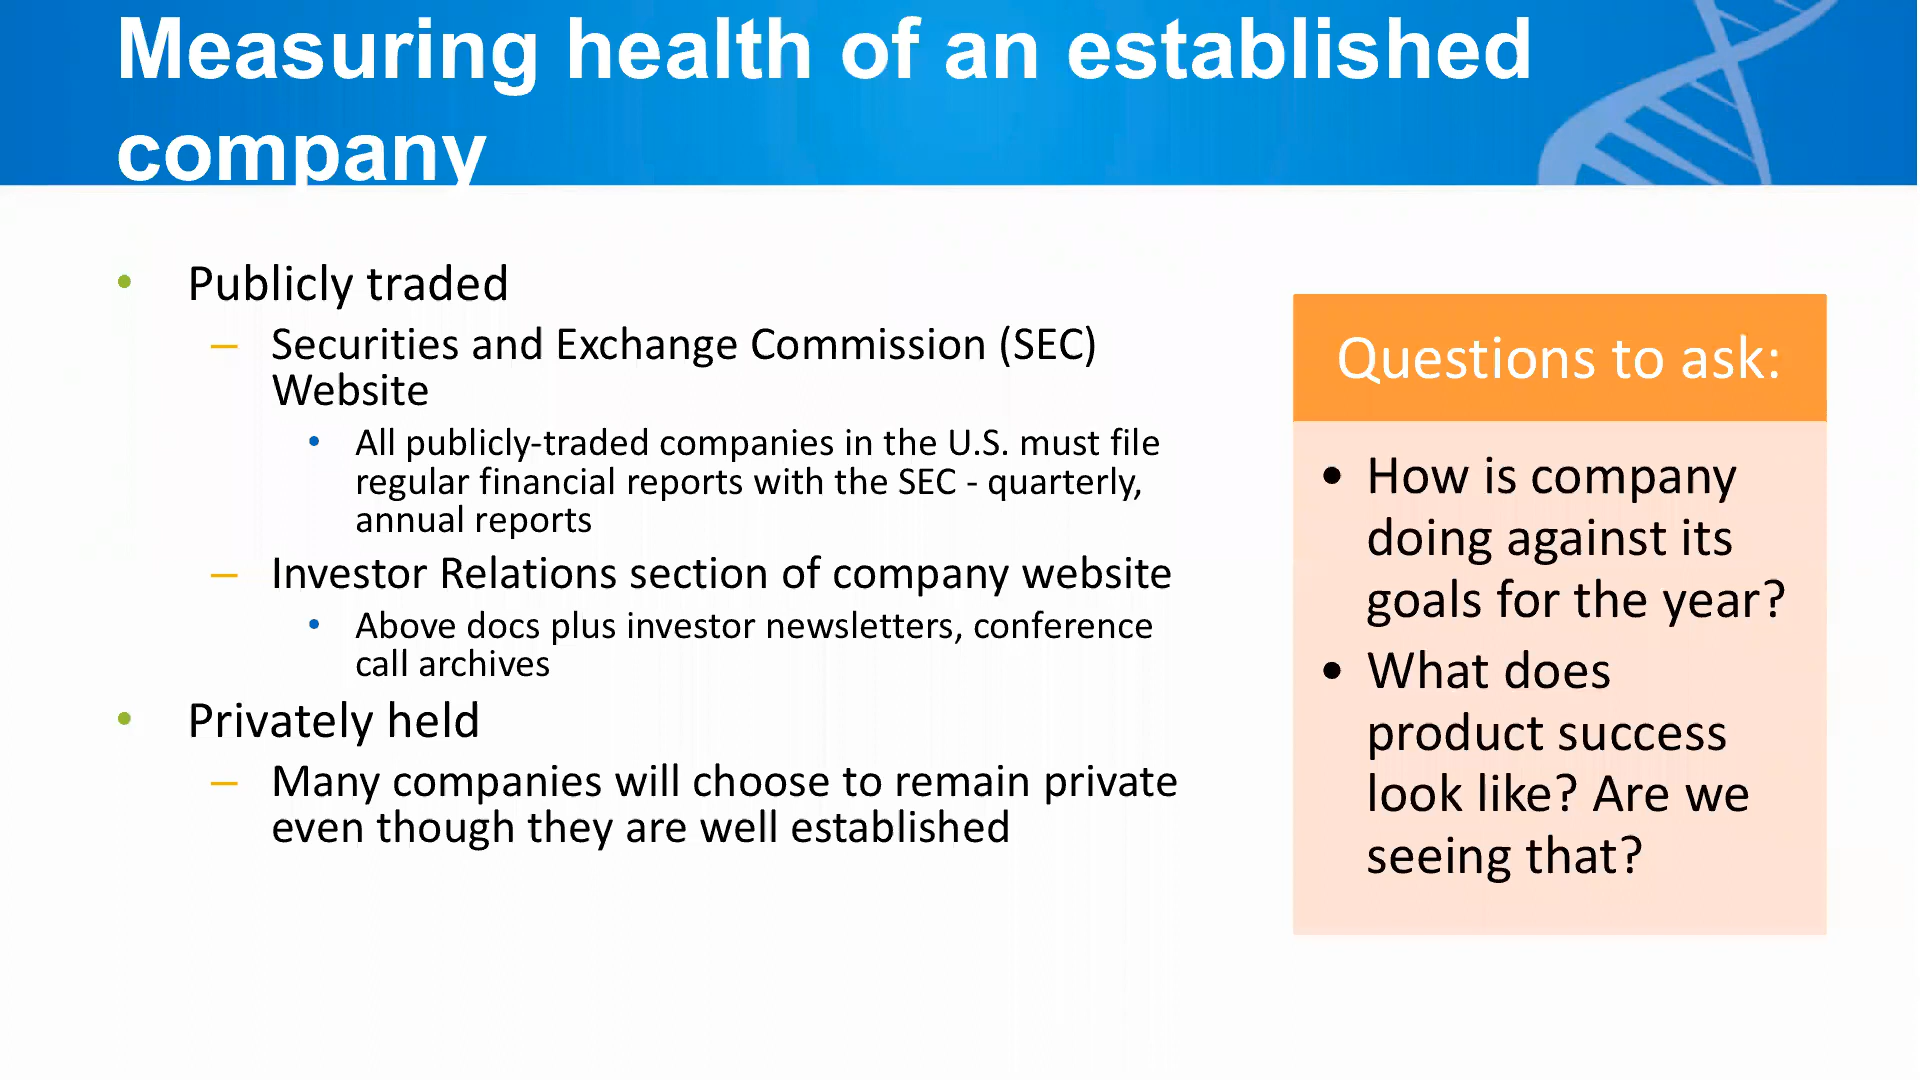 Measuring health of an established
company
• Publicly traded
– Securities and Exchange Commission (SEC)
Website
• All publicly-traded companies in the U.S. must file
regular financial reports with the SEC - quarterly,
annual reports
– Investor Relations section of company website
• Above docs plus investor newsletters, conference
call archives
• Privately held
– Many companies will choose to remain private
even though they are well established
Questions to ask:
• How is company
doing against its
goals for the year?
• What does
product success
look like? Are we
seeing that?